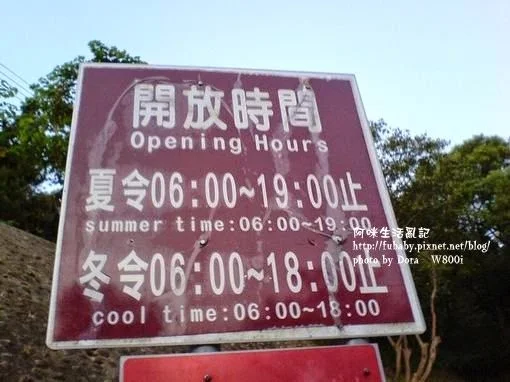 開放時間
Opening Hours
夏令06:00~19:00止
summer time:06:00~19:00
冬令06:00~18:00止
cool time:06:00~18:00
阿咪生活亂記
http://fubaby.pixnet.net/blog/
photo by Dora W800i